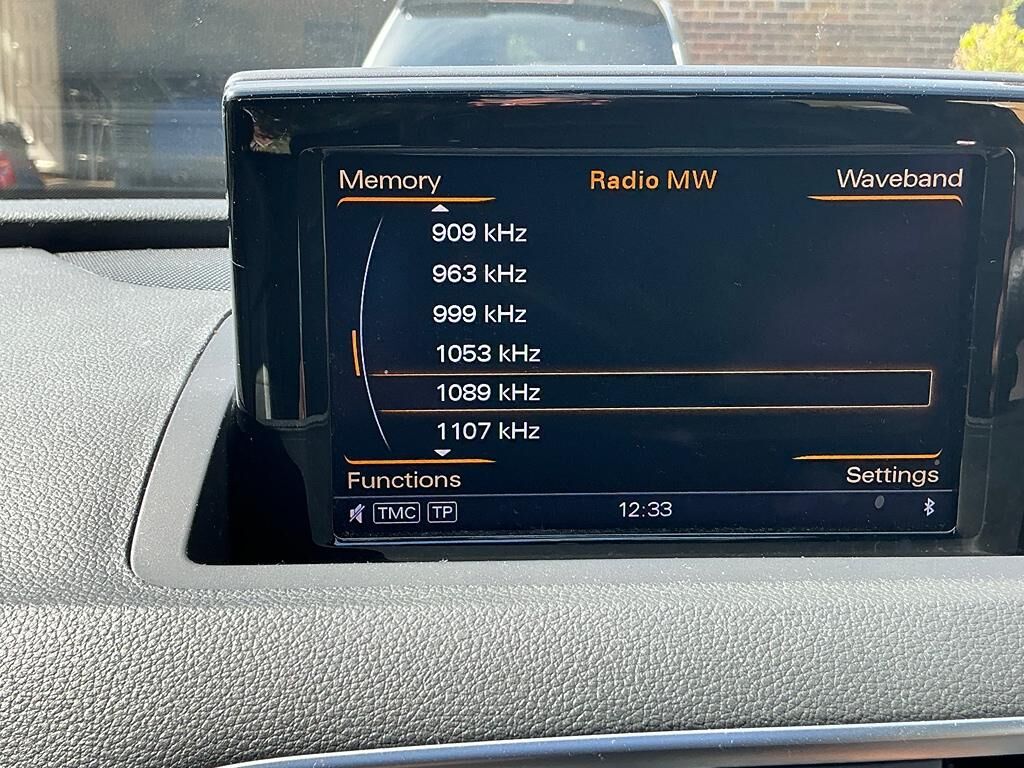 Memory Radio MW Waveband
909 kHz
963 kHz
999 kHz
1053 kHz
1089 kHz
1107 kHz
Functions Settings
TMC TP 12:33